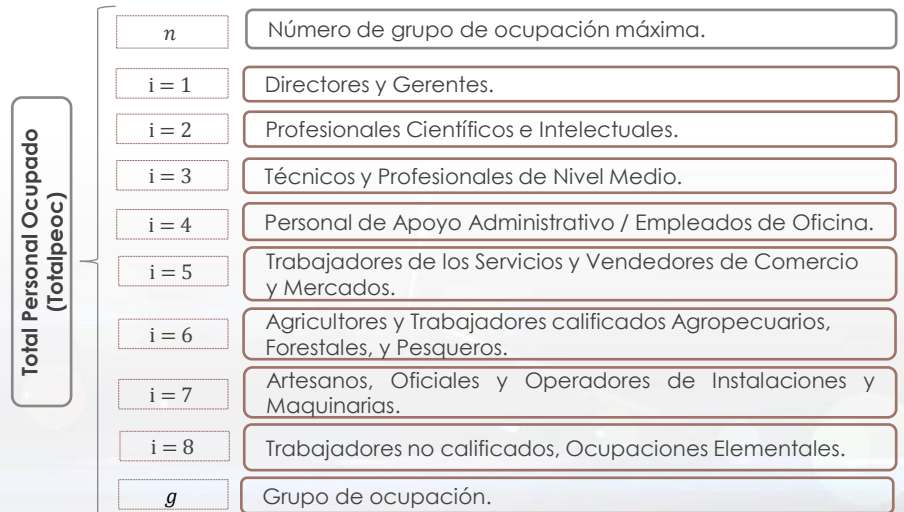 Total Personal Ocupado
(Totalpeoc)
n
Número de grupo de ocupación máxima.
i = 1
Directores y Gerentes.
i = 2
Profesionales Científicos e Intelectuales.
i = 3
Técnicos y Profesionales de Nivel Medio.
i = 4
Personal de Apoyo Administrativo / Empleados de Oficina.
i = 5
Trabajadores de los Servicios y Vendedores de Comercio
y Mercados.
i = 6
Agricultores y Trabajadores calificados Agropecuarios,
Forestales, y Pesqueros.
i = 7
Artesanos, Oficiales y Operadores de Instalaciones y
Maquinarias.
i = 8
Trabajadores no calificados, Ocupaciones Elementales.
g
Grupo de ocupación.